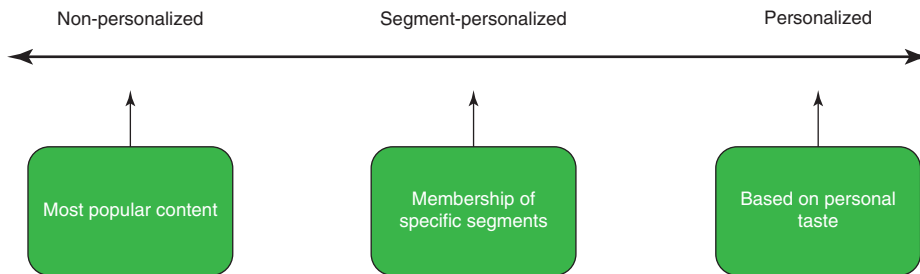 Non-personalized
Segment-personalized
Personalized
Most popular content
Membership of
specific segments
Based on personal
taste